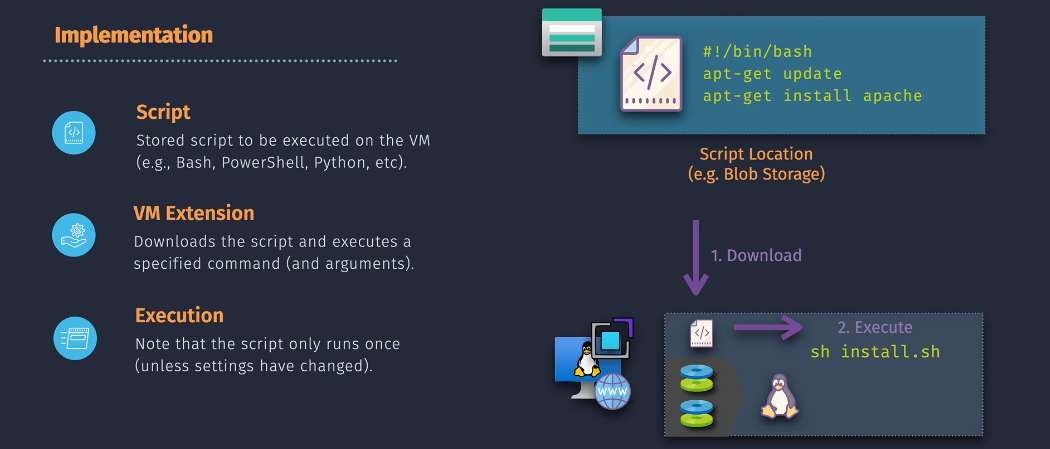 Implementation
Script
Stored script to be executed on the VM
(e.g., Bash, PowerShell, Python, etc).
VM Extension
Downloads the script and executes a
specified command (and arguments).
Execution
Note that the script only runs once
(unless settings have changed).
#!/bin/bash
apt-get update
apt-get install apache
Script Location
(e.g. Blob Storage)
1. Download
2. Execute
sh install.sh
WWW